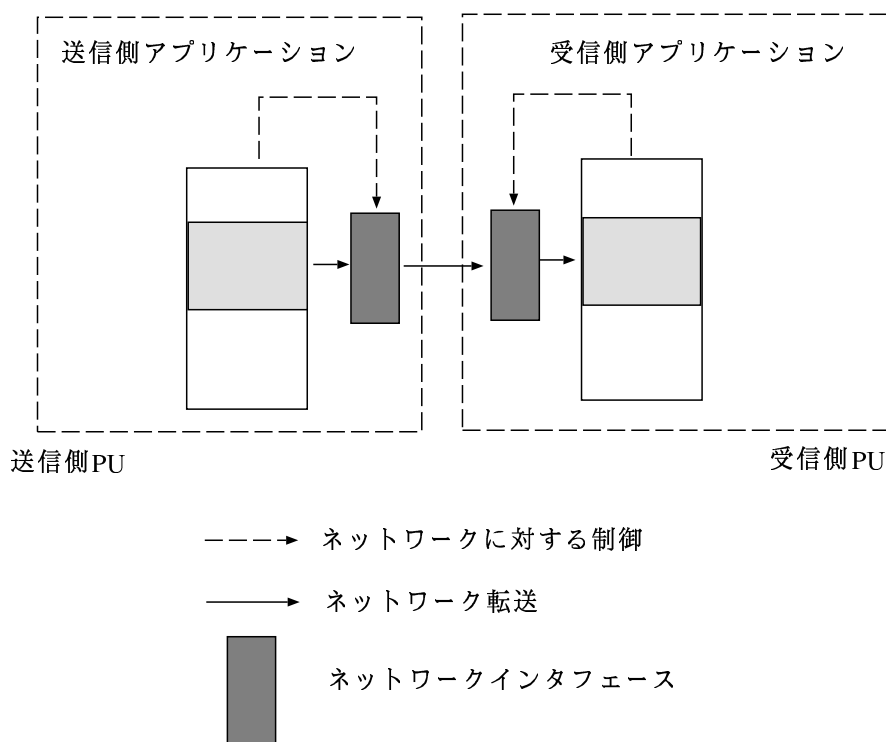 送信側アプリケーション
受信側アプリケーション
送信側PU
受信側PU
ネットワークに対する制御
ネットワーク転送
ネットワークインタフェース